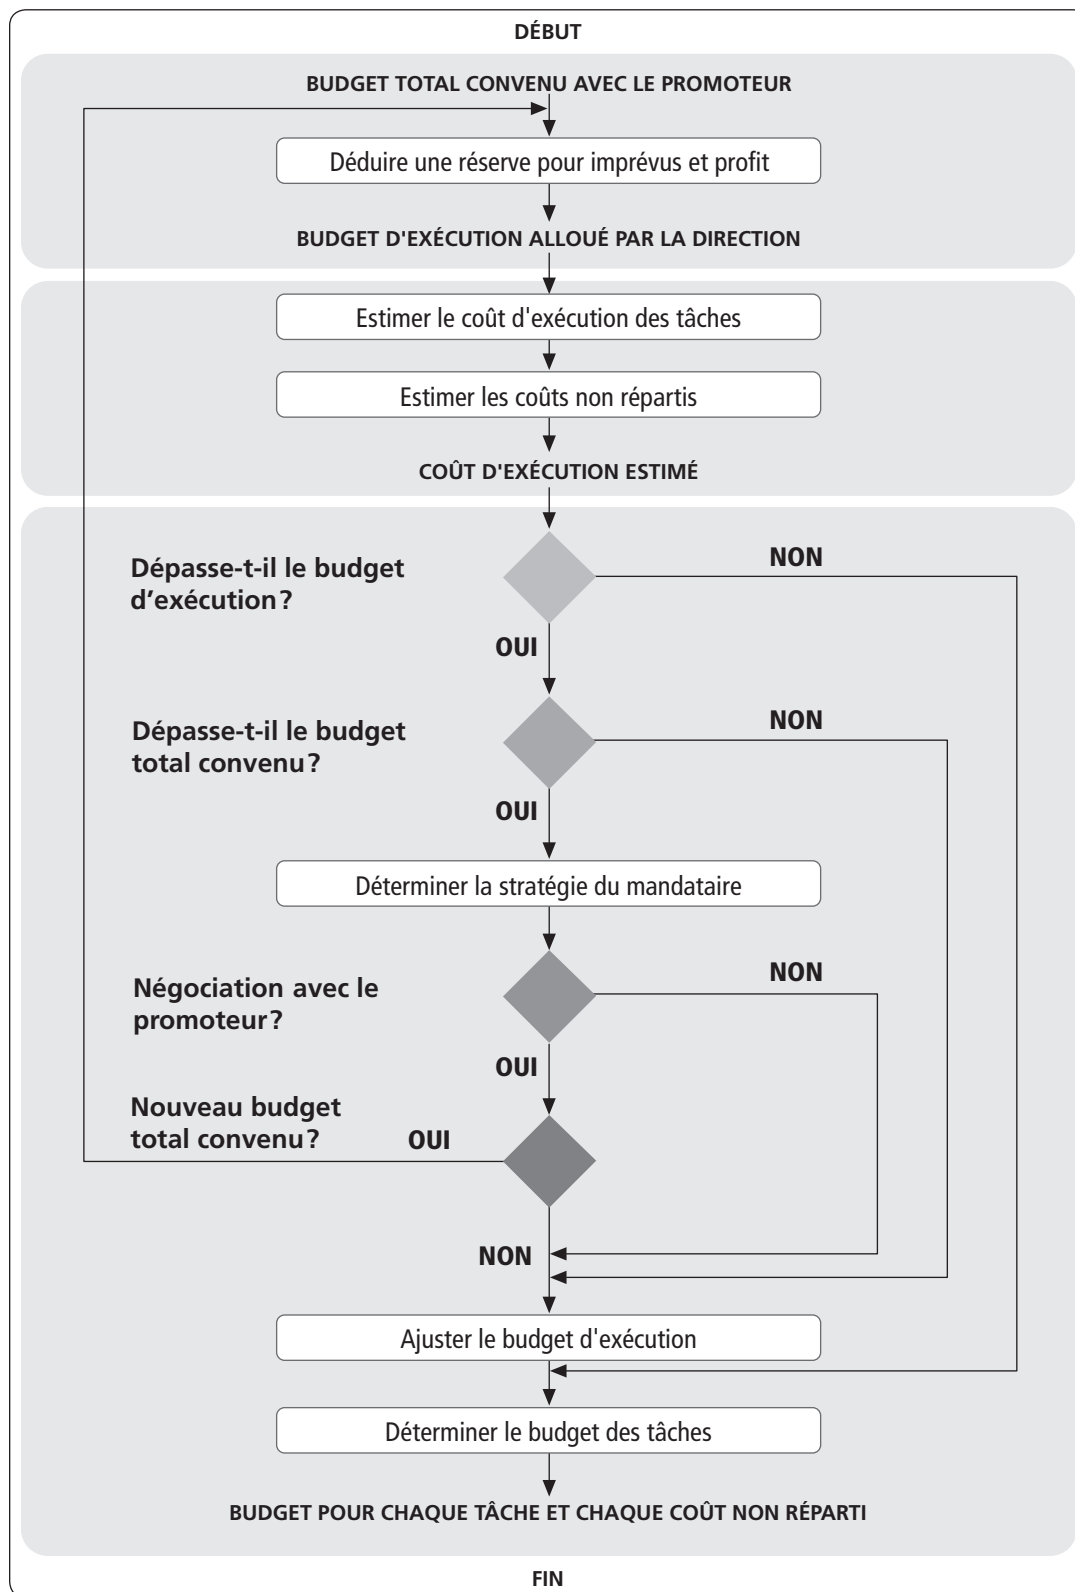 DÉBUT
BUDGET TOTAL CONVENU AVEC LE PROMOTEUR
Déduire une réserve pour imprévus et profit
BUDGET D'EXÉCUTION ALLOUÉ PAR LA DIRECTION
Estimer le coût d'exécution des tâches
Estimer les coûts non répartis
COÛT D'EXÉCUTION ESTIMÉ
Dépasse-t-il le budget
d'exécution?
NON
OUI
Dépasse-t-il le budget
total convenu?
NON
OUI
Déterminer la stratégie du mandataire
Négociation avec le
promoteur?
NON
OUI
Nouveau budget
total convenu?
OUI
NON
Ajuster le budget d'exécution
Déterminer le budget des tâches
BUDGET POUR CHAQUE TÂCHE ET CHAQUE COÛT NON RÉPARTI
FIN